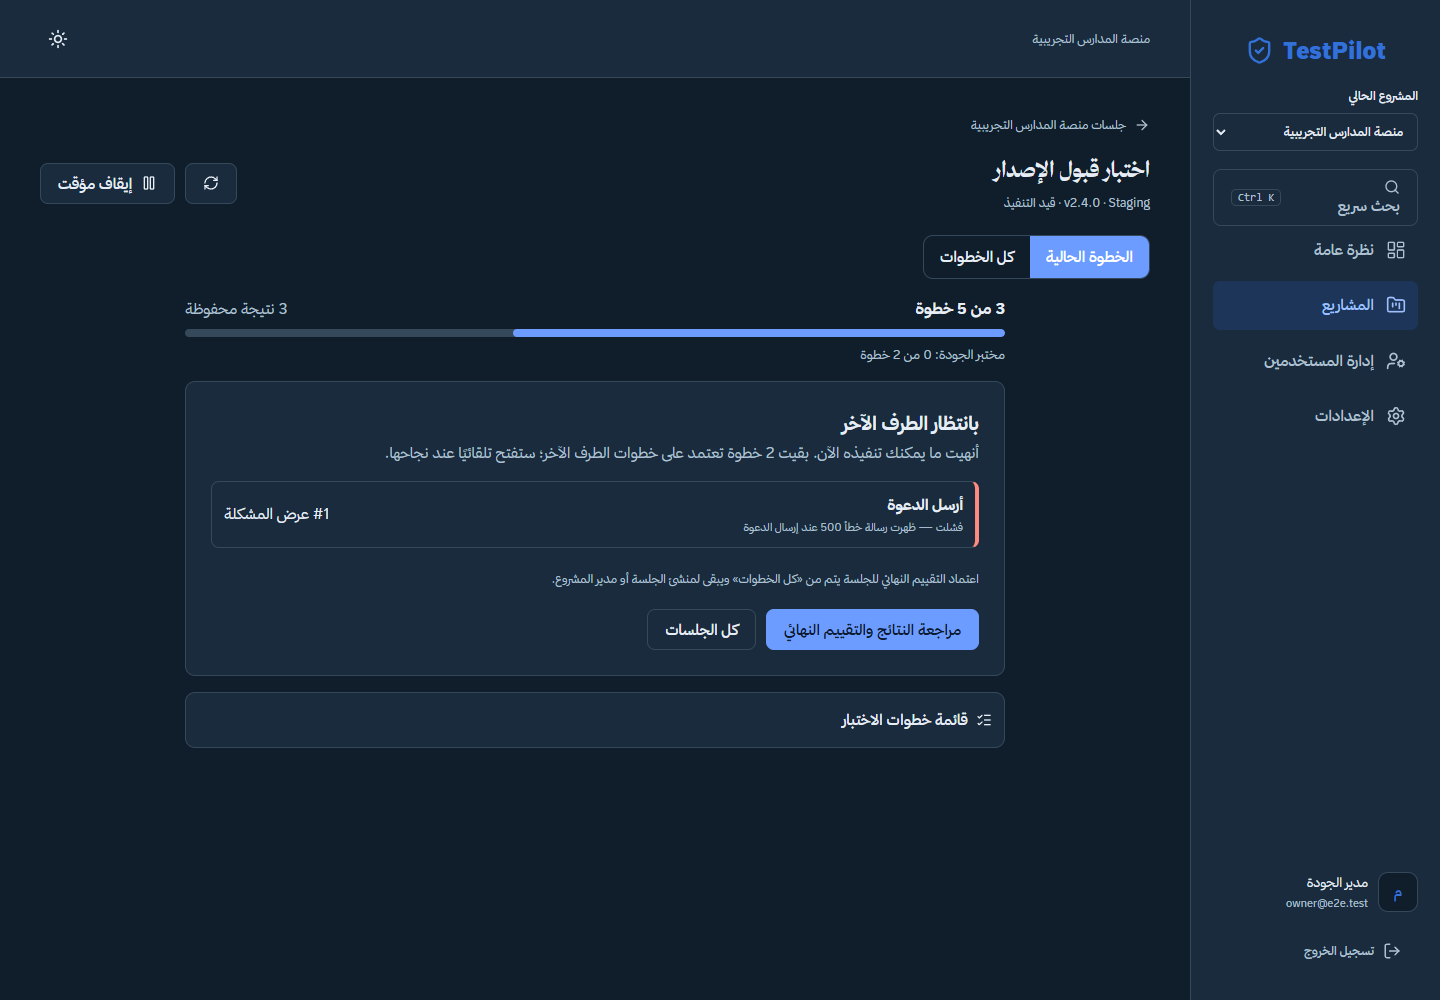 TestPilot
المشروع الحالي
منصة المدارس التجريبية
بحث سريع
Ctrl K
نظرة عامة
المشاريع
إدارة المستخدمين
الإعدادات
مدير الجودة
م
owner@e2e.test
تسجيل الخروج
منصة المدارس التجريبية
جلسات منصة المدارس التجريبية
اختبار قبول الإصدار
قيد التنفيذ · v2.4.0 · Staging
إيقاف مؤقت
الخطوة الحالية
كل الخطوات
3 من 5 خطوة
3 نتيجة محفوظة
مختبر الجودة: 0 من 2 خطوة
بانتظار الطرف الآخر
أنهيت ما يمكنك تنفيذه الآن. بقيت 2 خطوة تعتمد على خطوات الطرف الآخر؛ ستفتح تلقائيًا عند نجاحها.
أرسل الدعوة
فشلت — ظهرت رسالة خطأ 500 عند إرسال الدعوة
#1 عرض المشكلة
اعتماد التقييم النهائي للجلسة يتم من «كل الخطوات» ويبقى لمنشئ الجلسة أو مدير المشروع.
مراجعة النتائج والتقييم النهائي
كل الجلسات
قائمة خطوات الاختبار